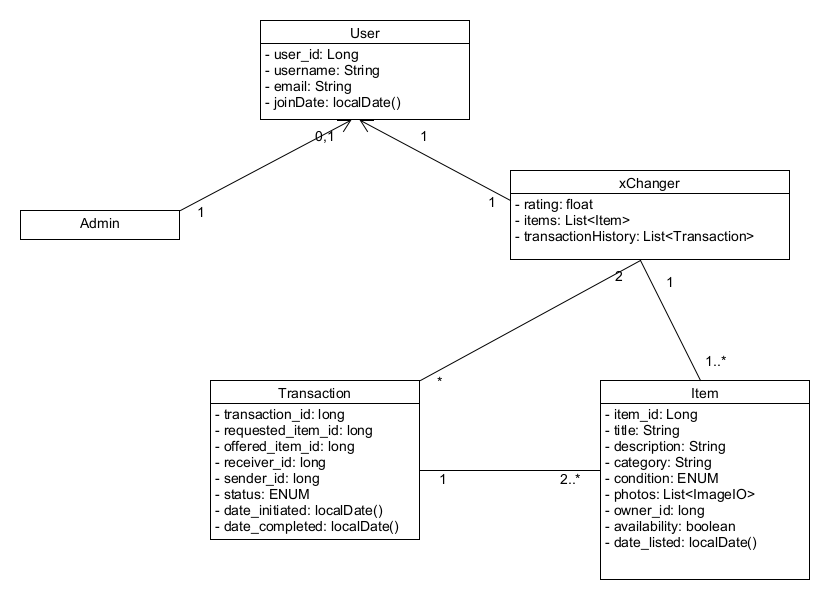 User
- user_id: Long
- username: String
- email: String
- joinDate: localDate()
0,1
1
1
1
Admin
xChanger
- rating: float
- items: List<Item>
- transactionHistory: List<Transaction>
2
1
*
1..*
Transaction
- transaction_id: long
- requested_item_id: long
- offered_item_id: long
- receiver_id: long
- sender_id: long
- status: ENUM
- date_initiated: localDate()
- date_completed: localDate()
1
2..*
Item
- item_id: Long
- title: String
- description: String
- category: String
- condition: ENUM
- photos: List<ImageIO>
- owner_id: long
- availability: boolean
- date_listed: localDate()